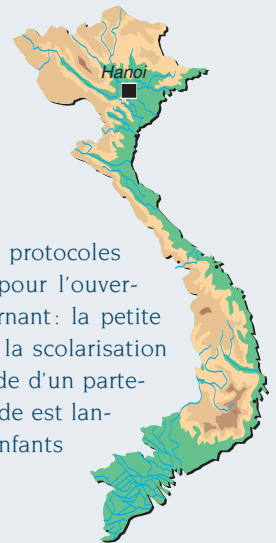 Hanoi
protocoles
pour l'ouver-
rnant : la petite
la scolarisation
de d'un parte-
de est lan-
nfants